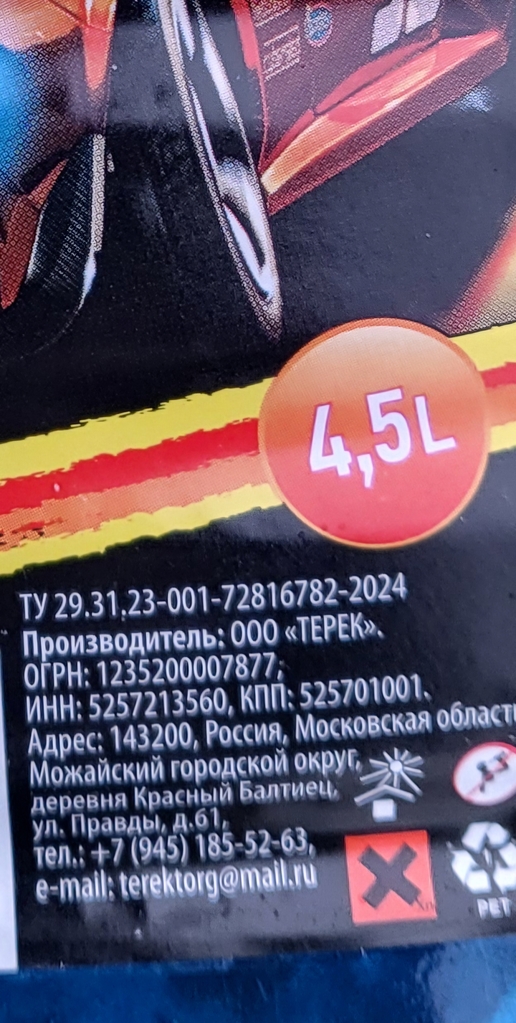 4,5L
ТУ 29.31.23-001-72816782-2024
Производитель: ООО «ТЕРЕК».
ОГРН: 1235200007877;
ИНН: 5257213560, КПП: 525701001.
Адрес: 143200, Россия, Московская область
Можайский городской округ,
деревня Красный Балтиец,
ул. Правды, д.61,
тел.: +7 (945) 185-52-63,
e-mail: terektorg@mail.ru
Xn
PET